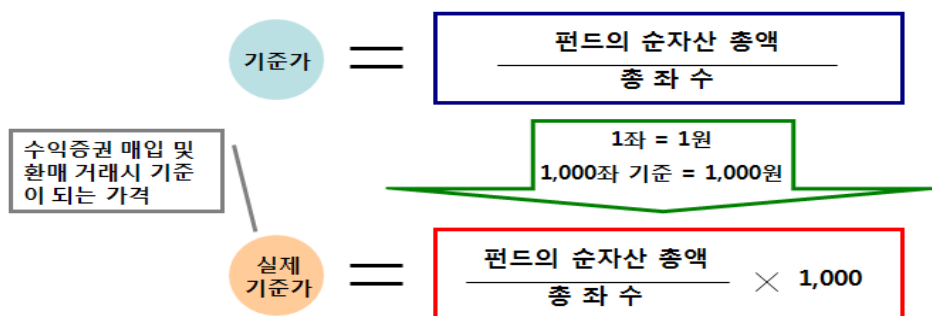 기준가
펀드의 순자산 총액
총 좌 수
수익증권 매입 및
환매 거래시 기준
이 되는 가격
1좌 = 1원
1,000좌 기준 = 1,000원
실제
기준가
펀드의 순자산 총액
총 좌 수
× 1,000